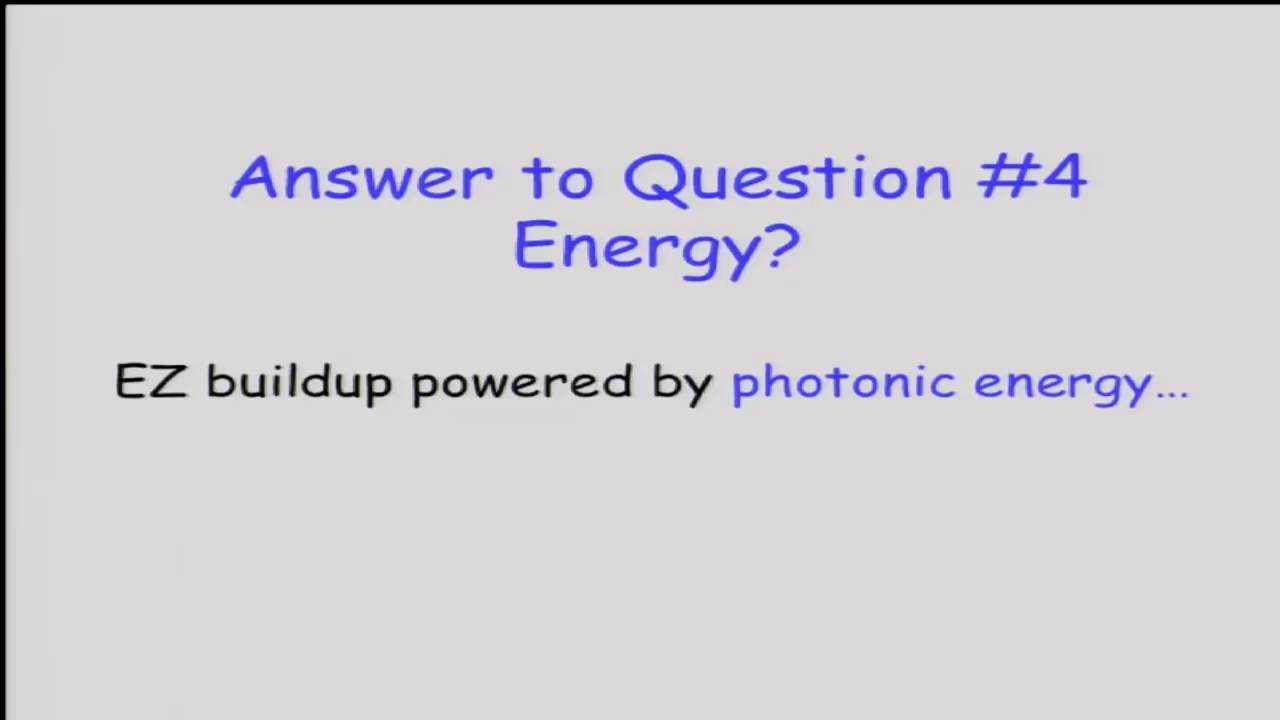 Answer to Question #4
Energy?
EZ buildup powered by photonic energy...